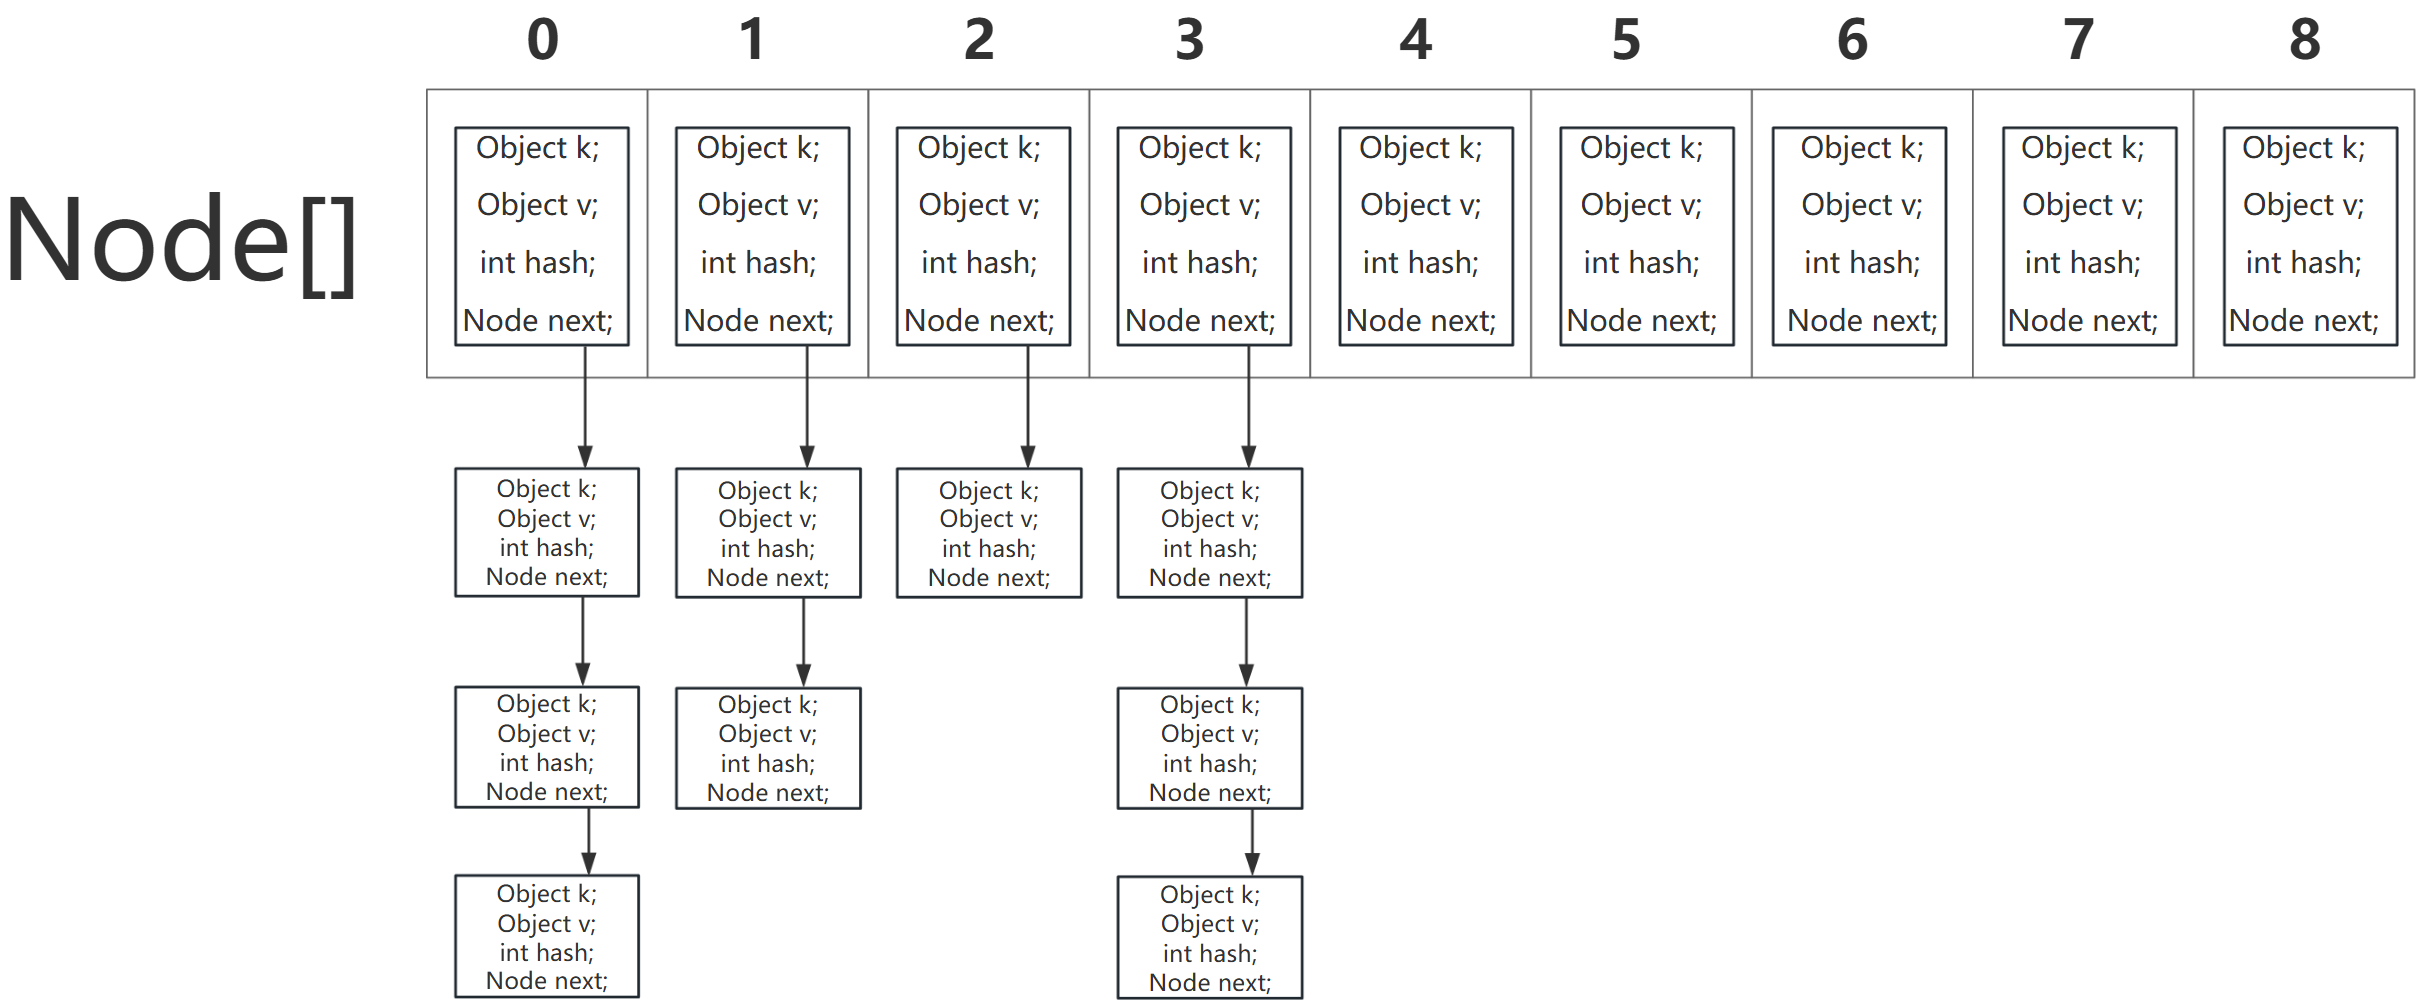 0 1 2 3 4 5 6 7 8
Node[]
Object k; Object k; Object k; Object k; Object k; Object k; Object k; Object k; Object k;
Object v; Object v; Object v; Object v; Object v; Object v; Object v; Object v; Object v;
int hash; int hash; int hash; int hash; int hash; int hash; int hash; int hash; int hash;
Node next; Node next; Node next; Node next; Node next; Node next; Node next; Node next; Node next;
Object k; Object k; Object k; Object k;
Object v; Object v; Object v; Object v;
int hash; int hash; int hash; int hash;
Node next; Node next; Node next; Node next;
Object k; Object k; Object k;
Object v; Object v; Object v;
int hash; int hash; int hash;
Node next; Node next; Node next;
Object k; Object k;
Object v; Object v;
int hash; int hash;
Node next; Node next;